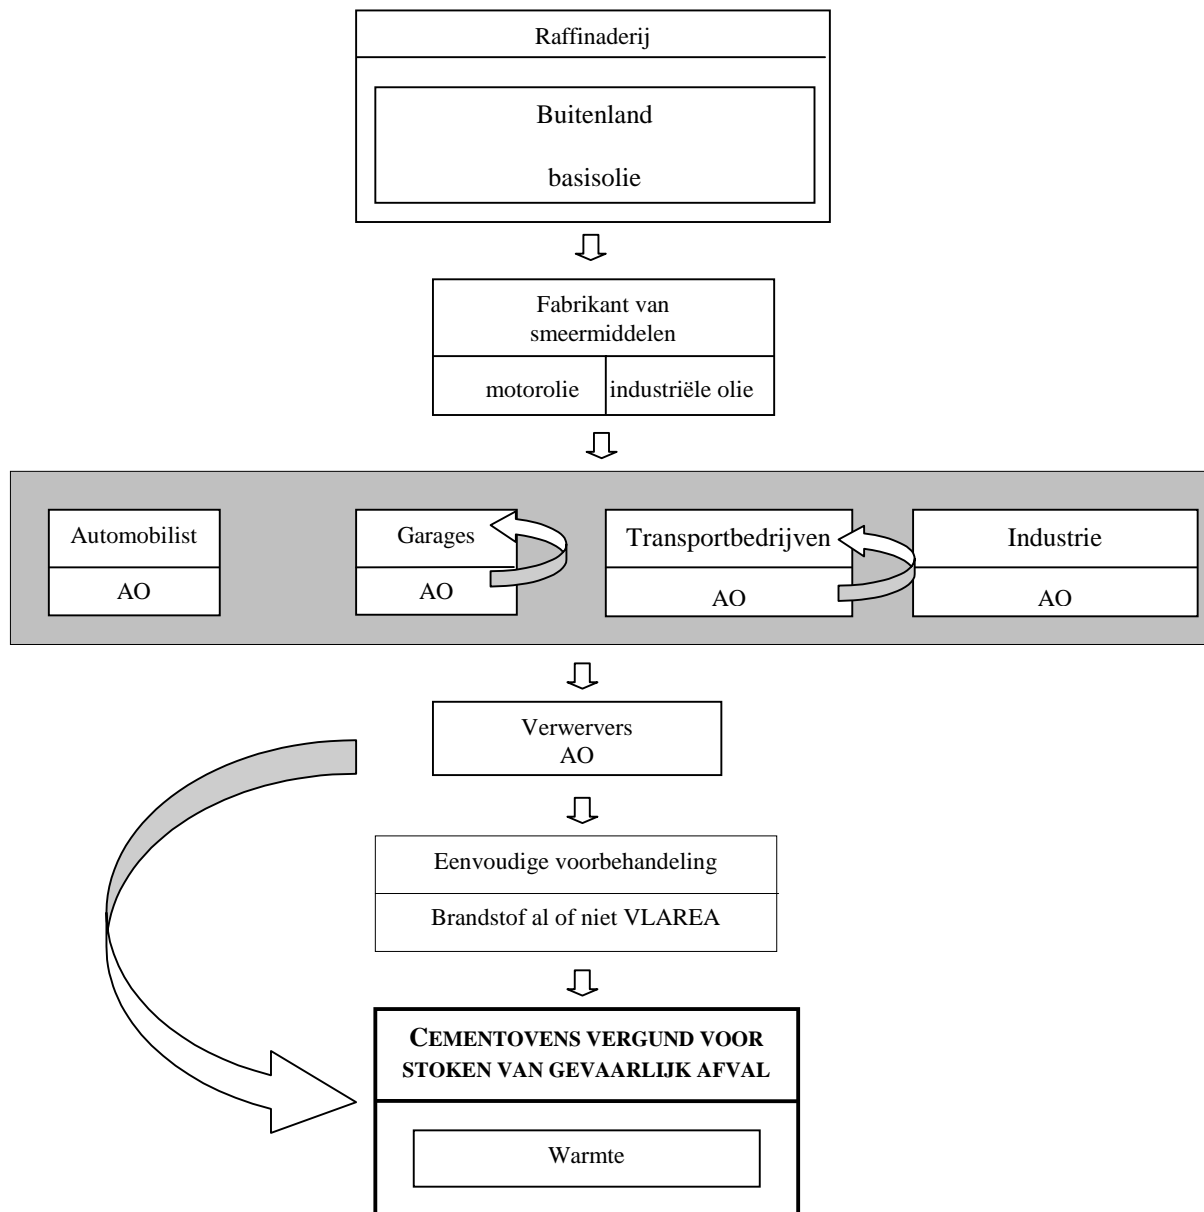 Raffinaderij
Buitenland
basisolie
Fabrikant van
smeermiddelen
motorolie
industriële olie
Automobilist
AO
Garages
AO
Transportbedrijven
AO
Industrie
AO
Verwervers
AO
Eenvoudige voorbehandeling
Brandstof al of niet VLAREA
CEMENTOVENS VERGUND VOOR
STOKEN VAN GEVAARLIJK AFVAL
Warmte